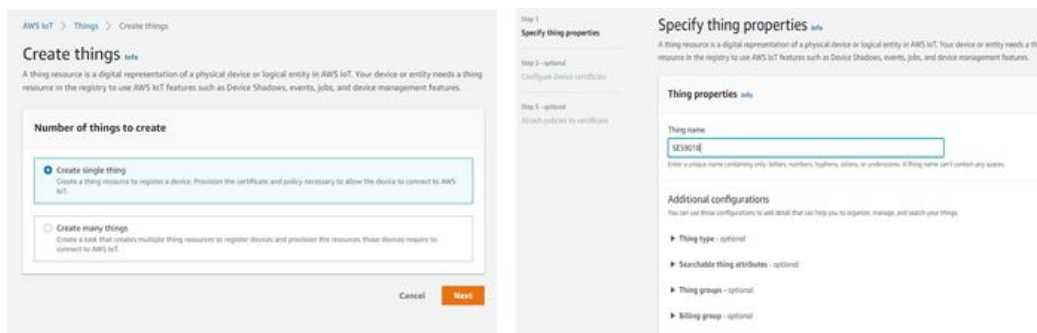 AWS IoT > Things > Create things
Create things Info
A thing resource is a digital representation of a physical device or logical entity in AWS IoT. Your device or entity needs a thing
resource in the registry to use AWS IoT features such as Device Shadows, events, jobs, and device management features.
Number of things to create
Create single thing
Create a thing resource to register a device. Provision the certificate and policy necessary to allow the device to connect to AWS
IoT.
Create many things
Create a task that creates multiple thing resources to register devices and provision the resources those devices require to
connect to AWS IoT.
Cancel Next
Step 1
Specify thing properties
Step 2 - optional
Configure device certificate
Step 3 - optional
Attach policies to certificate
Specify thing properties Info
A thing resource is a digital representation of a physical device or logical entity in AWS IoT. Your device or entity needs a
resource in the registry to use AWS IoT features such as Device Shadows, events, jobs, and device management features.
Thing properties Info
Thing name
Enter a unique name containing only: letters, numbers, hyphens, colons, or underscores. A thing name can't contain any spaces.
Additional configurations
You can use these configurations to add detail that can help you to organize, manage, and search your things.
Thing type - optional
Searchable thing attributes - optional
Thing groups - optional
Billing group - optional